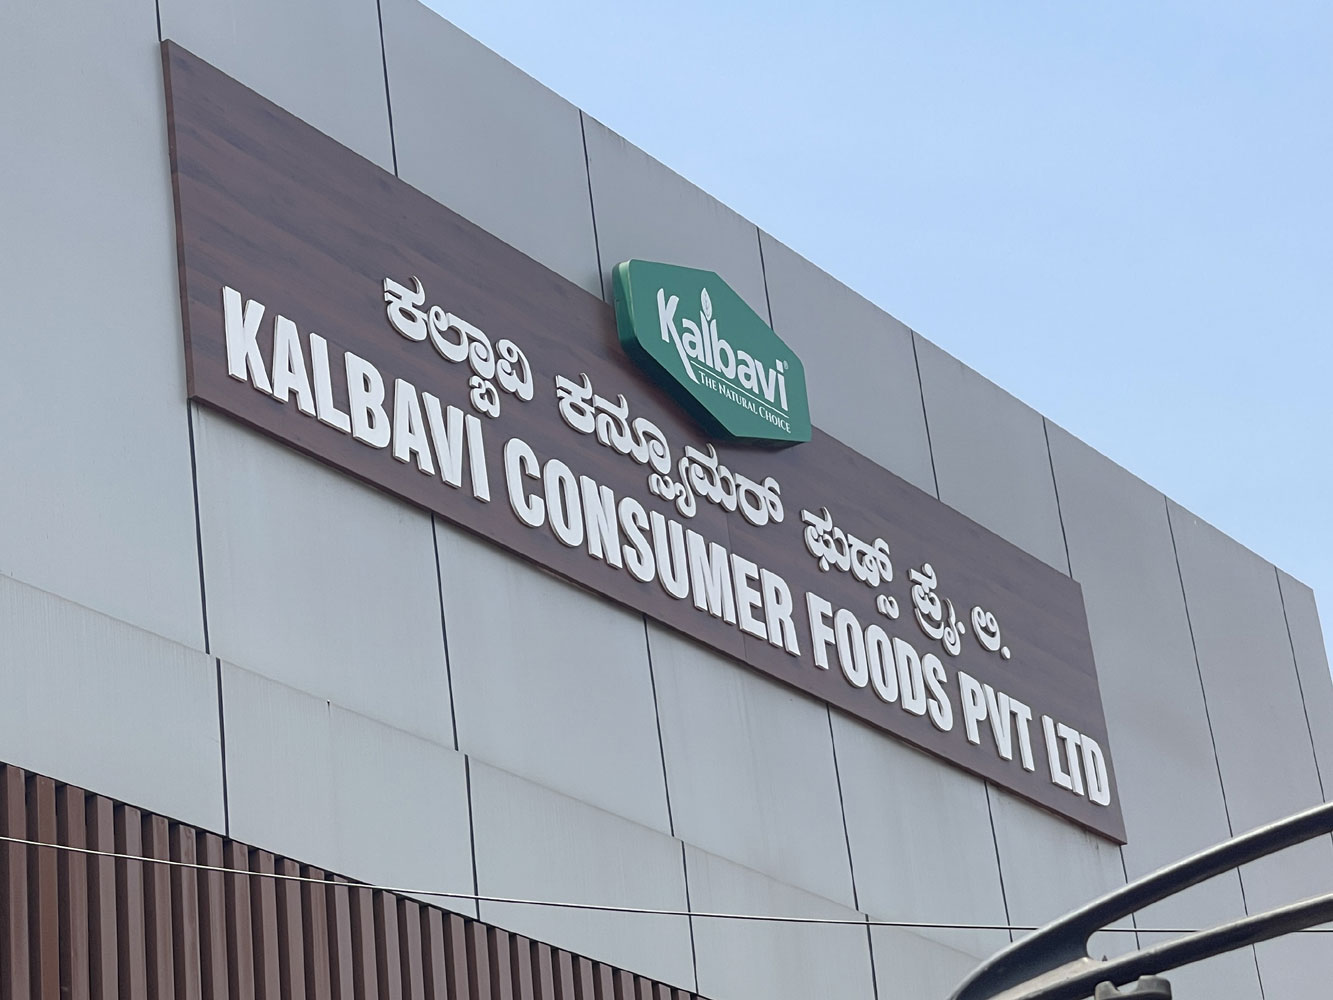 Kalbavi®
THE NATURAL CHOICE
ಕಲ್ಬಾವಿ ಕನ್ಸ್ಯೂಮರ್ ಫುಡ್ಸ್ ಪ್ರೈ. ಲಿ.
KALBAVI CONSUMER FOODS PVT LTD